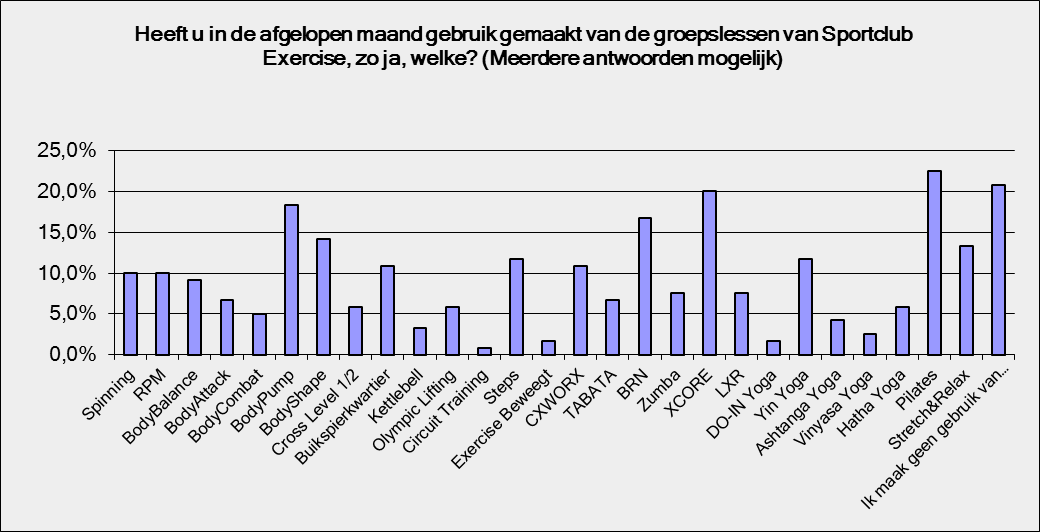 Heeft u in de afgelopen maand gebruik gemaakt van de groepslessen van Sportclub
Exercise, zo ja, welke? (Meerdere antwoorden mogelijk)
25,0%
20,0%
15,0%
10,0%
5,0%
0,0%
Spinning
RPM
BodyBalance
BodyAttack
BodyCombat
BodyPump
BodyShape
Cross Level 1/2
Buikspierkwartier
Kettlebell
Olympic Lifting
Circuit Training
Steps
Exercise Beweegt
CXWORX
TABATA
BRN
Zumba
XCORE
LXR
DO-IN Yoga
Yin Yoga
Ashtanga Yoga
Vinyasa Yoga
Hatha Yoga
Pilates
Stretch&Relax
Ik maak geen gebruik van...